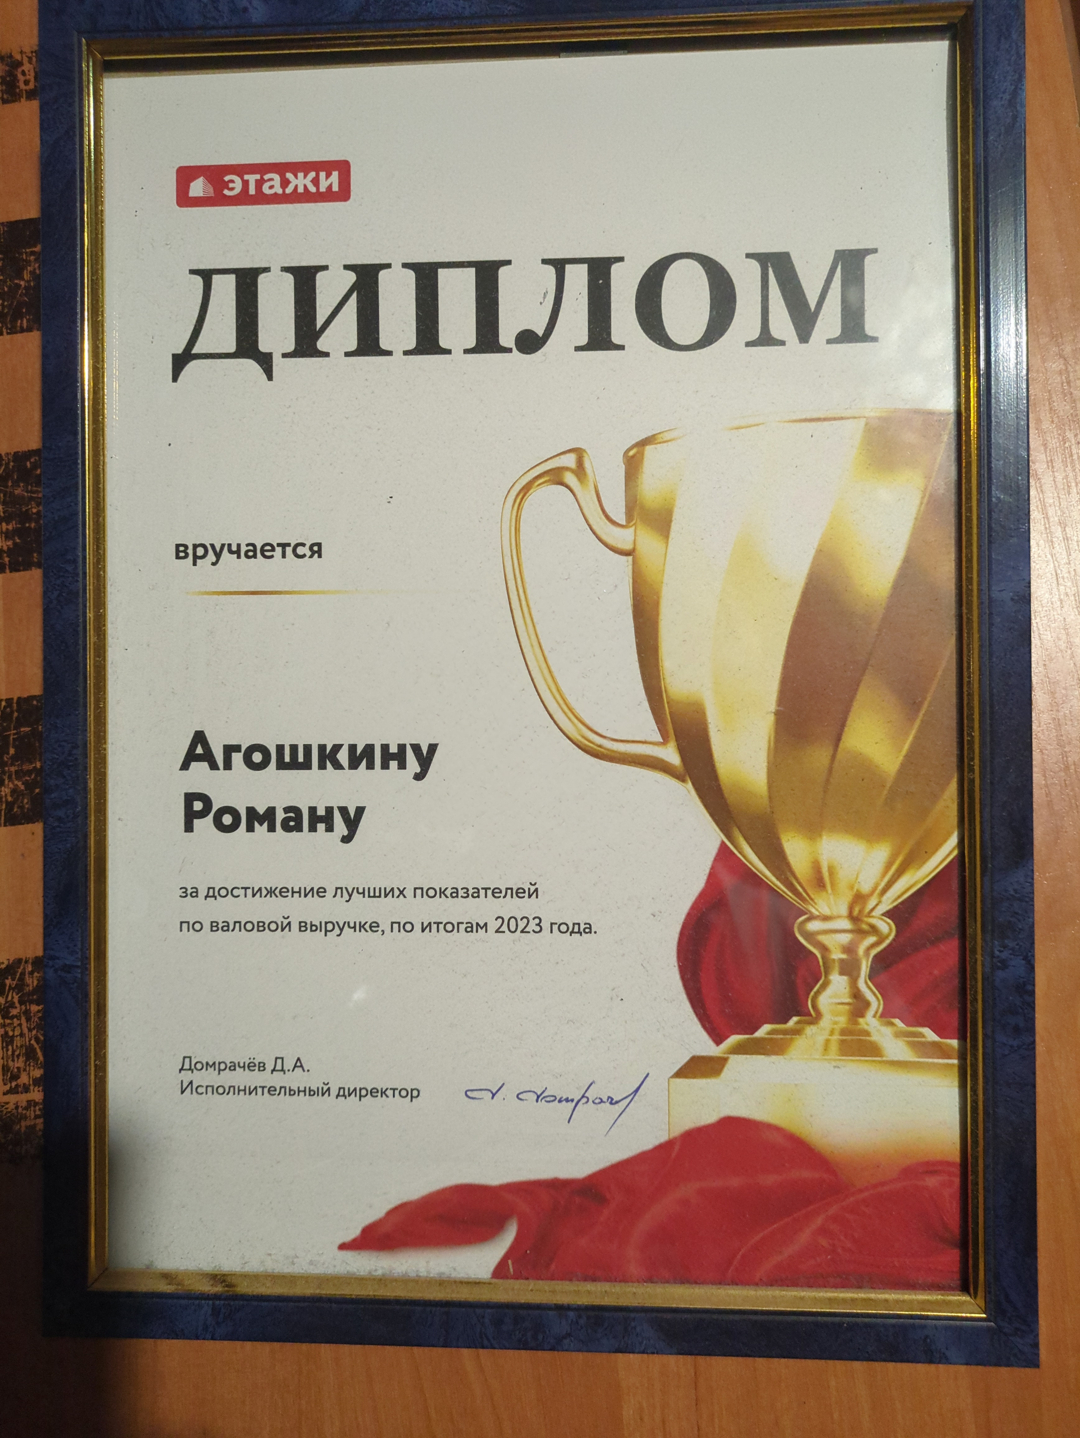 этажи
ДИПЛОМ
вручается
Агошкину
Роману
за достижение лучших показателей
по валовой выручке, по итогам 2023 года.
Домрачёв Д.А.
Исполнительный директор